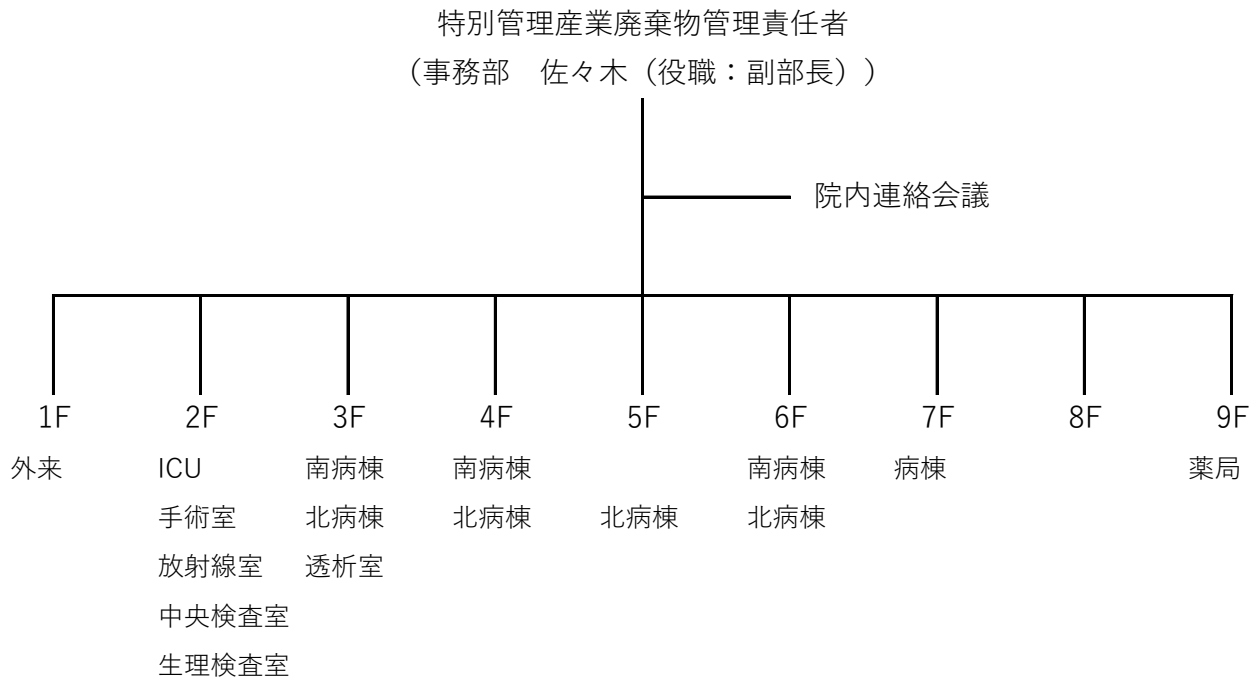 特別管理産業廃棄物管理責任者
（事務部　佐々木（役職：副部長））
院内連絡会議
1F 2F 3F 4F 5F 6F 7F 8F 9F
外来 ICU 南病棟 南病棟 南病棟 病棟 薬局
手術室 北病棟 北病棟 北病棟 北病棟
放射線室 透析室
中央検査室
生理検査室